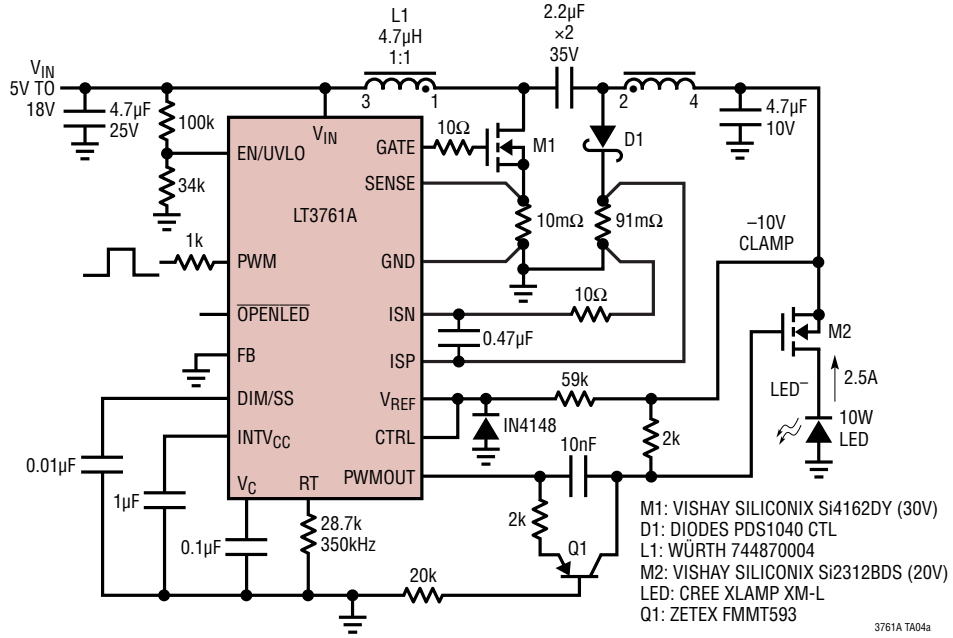 L1
4.7µH
1:1
2.2µF
×2
35V
VIN
5V TO
18V
4.7µF
25V
100k
34k
3
1
2
4
4.7µF
10V
VIN
EN/UVLO
LT3761A
GATE
10Ω
M1
D1
SENSE
10mΩ
91mΩ
–10V
CLAMP
1k
PWM
GND
OPENLED
ISN
10Ω
0.47µF
FB
ISP
M2
LED–
2.5A
10W
LED
DIM/SS
VREF
59k
IN4148
2k
INTVCC
CTRL
10nF
0.01µF
1µF
PWMOUT
VC
RT
0.1µF
28.7k
350kHz
2k
Q1
20k
M1: VISHAY SILICONIX Si4162DY (30V)
D1: DIODES PDS1040 CTL
L1: WÜRTH 744870004
M2: VISHAY SILICONIX Si2312BDS (20V)
LED: CREE XLAMP XM-L
Q1: ZETEX FMMT593
3761A TA04a